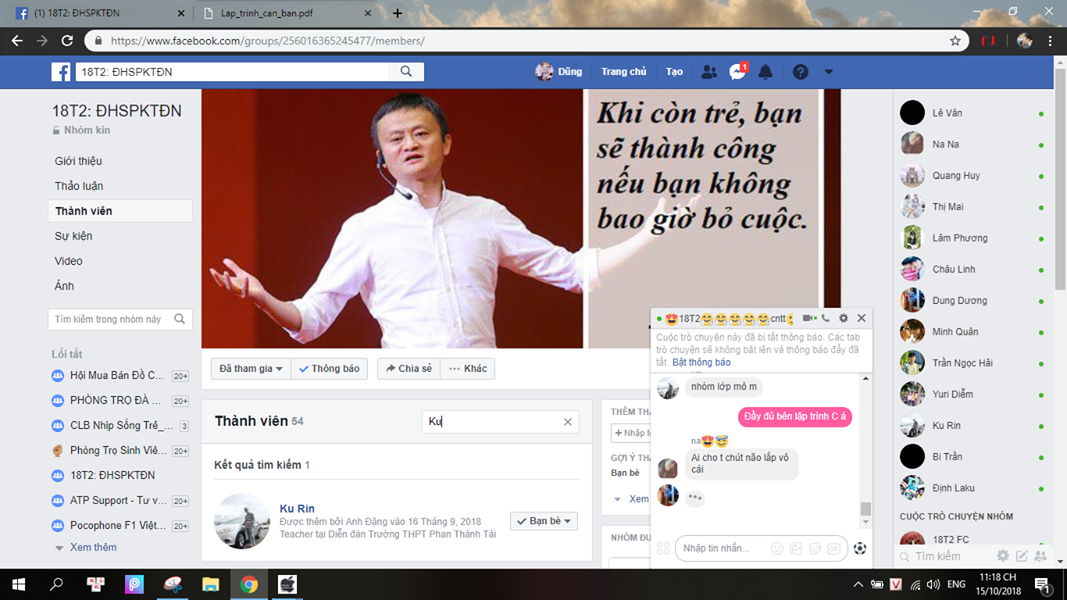 (1) 18T2: ĐHSPKTĐN
Lap_trinh_can_ban.pdf
https://www.facebook.com/groups/256016365245477/members/
18T2: ĐHSPKTĐN
Dũng
Trang chủ
Tạo
1
18T2: ĐHSPKTĐN
Nhóm kín
Giới thiệu
Thảo luận
Thành viên
Sự kiện
Video
Ảnh
Tìm kiếm trong nhóm này
Lối tắt
Hội Mua Bán Đồ C... 20+
PHÒNG TRỌ ĐÀ ... 20+
CLB Nhịp Sống Trẻ_... 3
Phòng Trọ Sinh Viê... 20+
18T2: ĐHSPKTĐN
ATP Support - Tư v... 20+
Pocophone F1 Việt... 20+
Xem thêm
Khi còn trẻ, bạn
sẽ thành công
nếu bạn không
bao giờ bỏ cuộc.
Đã tham gia
Thông báo
Chia sẻ
Khác
Thành viên 54
Ku
Kết quả tìm kiếm 1
Ku Rin
Được thêm bởi Anh Đặng vào 16 Tháng 9, 2018
Teacher tại Diễn đàn Trường THPT Phan Thành Tài
Bạn bè
THÊM THÀ
+ Nhập t
GỢI Ý TH
Bạn bè
Xem
NHÓM ĐƯ
18T2 cntt
Cuộc trò chuyện này đã bị tắt thông báo. Các tab
trò chuyện sẽ không bật lên và thông báo đẩy đã
tắt. Bật thông báo
nhóm lớp mô m
Đầy đủ bên lập trình C á
na
Ai cho t chút não lắp vô
cái
Nhập tin nhắn...
Lê Văn
Na Na
Quang Huy
Thị Mai
Lâm Phương
Châu Linh
Dung Dương
Minh Quân
Trần Ngọc Hải
Yuri Diễm
Ku Rin
Bi Trần
Định Laku
CUỘC TRÒ CHUYỆN NHÓM
18T2 FC
Tìm kiếm
V
ENG
11:18 CH
15/10/2018
1